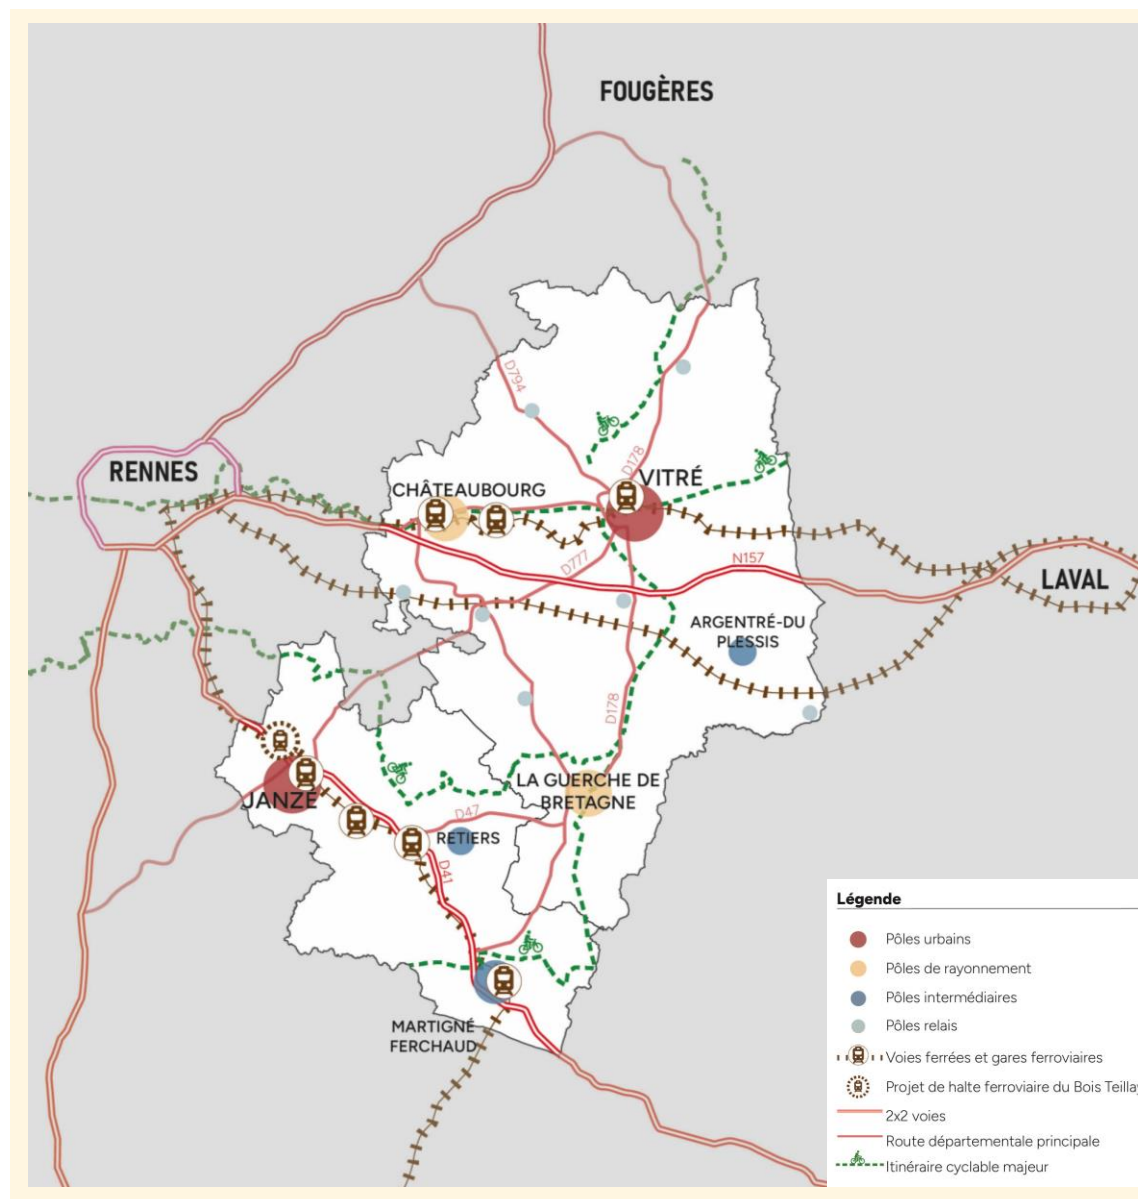 FOUGÈRES
D794
RENNES
D178
VITRÉ
CHÂTEAUBOURG
D777
N157
LAVAL
ARGENTRÉ-DU
PLESSIS
D178
LA GUERCHE DE
BRETAGNE
JANZÉ
D47
RETIERS
D41
MARTIGNÉ
FERCHAUD
Légende
Pôles urbains
Pôles de rayonnement
Pôles intermédiaires
Pôles relais
Voies ferrées et gares ferroviaires
Projet de halte ferroviaire du Bois Teillay
2x2 voies
Route départementale principale
Itinéraire cyclable majeur